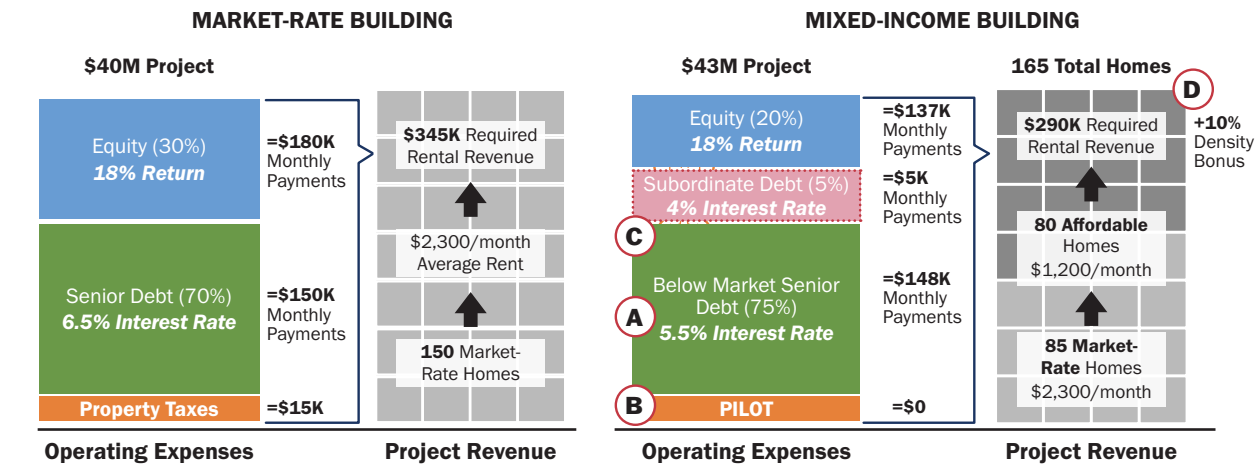 MARKET-RATE BUILDING
$40M Project
Equity (30%)
18% Return
=$180K
Monthly
Payments
Senior Debt (70%)
6.5% Interest Rate
=$150K
Monthly
Payments
Property Taxes
=$15K
$345K Required
Rental Revenue
$2,300/month
Average Rent
150 Market-
Rate Homes
Operating Expenses
Project Revenue
MIXED-INCOME BUILDING
$43M Project
165 Total Homes
Equity (20%)
18% Return
=$137K
Monthly
Payments
Subordinate Debt (5%)
4% Interest Rate
=$5K
Monthly
Payments
C
Below Market Senior
Debt (75%)
5.5% Interest Rate
A
=$148K
Monthly
Payments
B
PILOT
=$0
D
+10%
Density
Bonus
$290K Required
Rental Revenue
80 Affordable
Homes
$1,200/month
85 Market-
Rate Homes
$2,300/month
Operating Expenses
Project Revenue